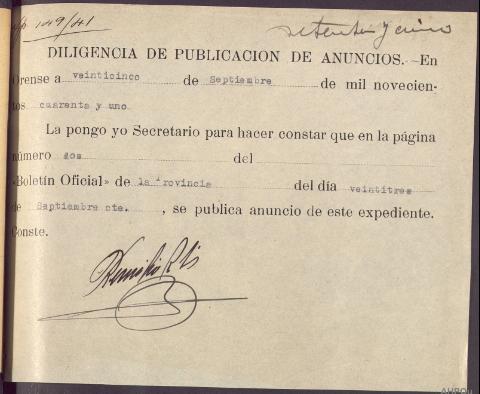 149/41
setenta y cinco
DILIGENCIA DE PUBLICACION DE ANUNCIOS.—En
Orense a veinticinco de Septiembre de mil novecien-
tos cuarenta y uno
La pongo yo Secretario para hacer constar que en la página
número dos del
«Boletín Oficial» de la Provincia del día veintitres
de Septiembre cte. , se publica anuncio de este expediente.
Conste.